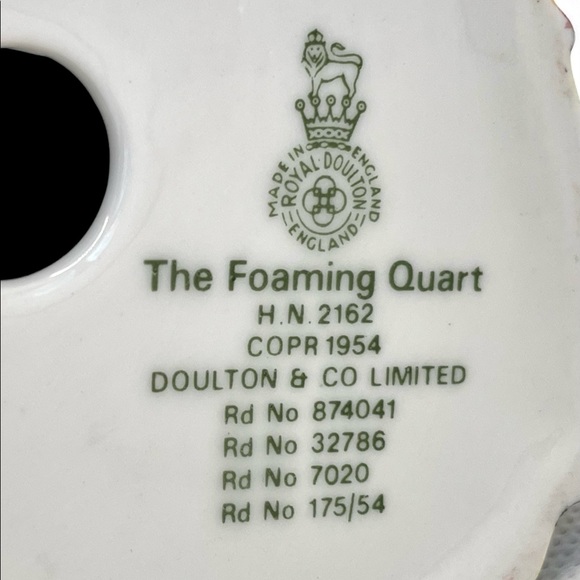 MADE IN ENGLAND
ROYAL·DOULTON
ENGLAND
The Foaming Quart
H.N. 2162
COPR 1954
DOULTON & CO LIMITED
Rd No 874041
Rd No 32786
Rd No 7020
Rd No 175/54